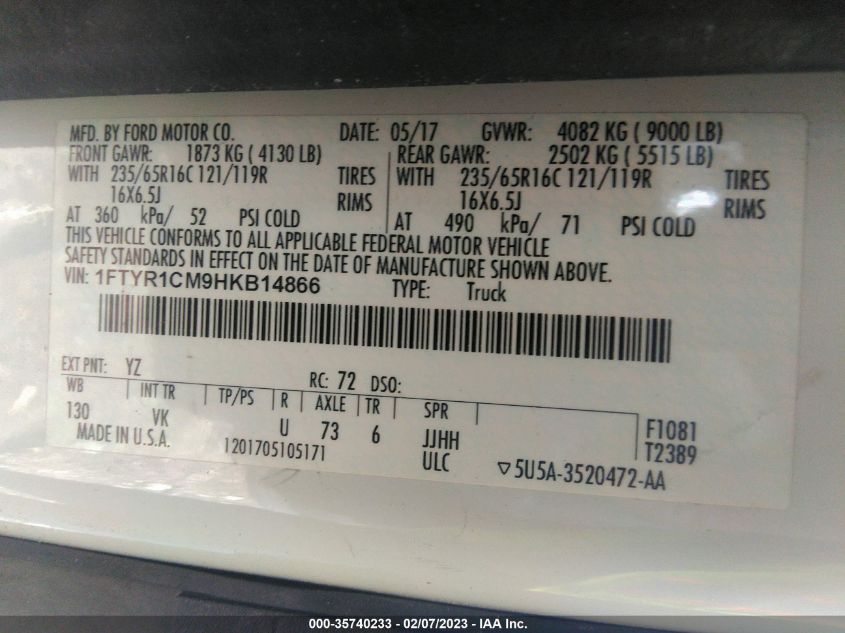 MFD. BY FORD MOTOR CO. DATE: 05/17 GVWR: 4082 KG ( 9000 LB)
FRONT GAWR: 1873 KG ( 4130 LB) REAR GAWR: 2502 KG ( 5515 LB)
WITH 235/65R16C 121/119R TIRES WITH 235/65R16C 121/119R TIRES
16X6.5J RIMS 16X6.5J RIMS
AT 360 kPa/ 52 PSI COLD AT 490 kPa/ 71 PSI COLD
THIS VEHICLE CONFORMS TO ALL APPLICABLE FEDERAL MOTOR VEHICLE
SAFETY STANDARDS IN EFFECT ON THE DATE OF MANUFACTURE SHOWN ABOVE.
VIN: 1FTYR1CM9HKB14866 TYPE: Truck
EXT PNT: YZ RC: 72 DSO:
WB INT TR TP/PS R AXLE TR SPR
130 VK U 73 6 JJHH F1081
MADE IN U.S.A. 1201705105171 ULC T2389
▽5U5A-3520472-AA
000-35740233 - 02/07/2023 - IAA Inc.